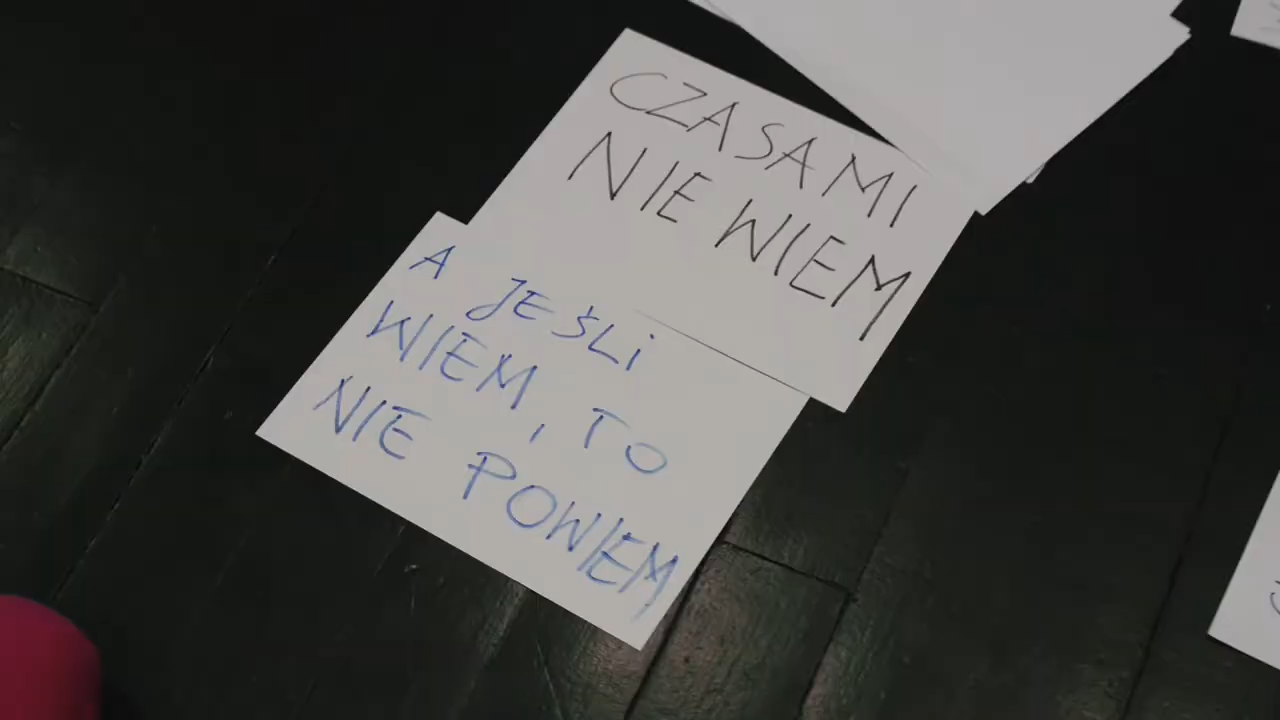 CZASAMI
NIE WIEM
A JEŚLI
WIEM, TO
NIE POWIEM